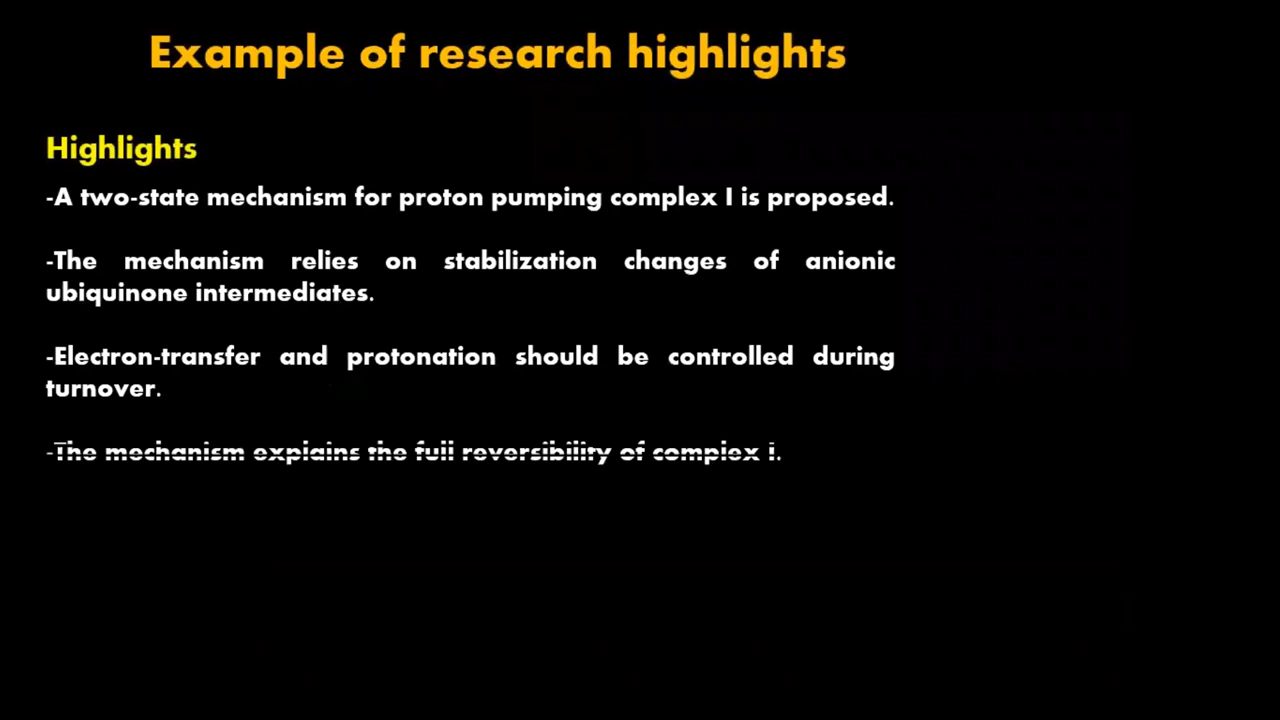 Example of research highlights
Highlights
-A two-state mechanism for proton pumping complex I is proposed.
-The mechanism relies on stabilization changes of anionic
ubiquinone intermediates.
-Electron-transfer and protonation should be controlled during
turnover.
-The mechanism explains the full reversibility of complex I.